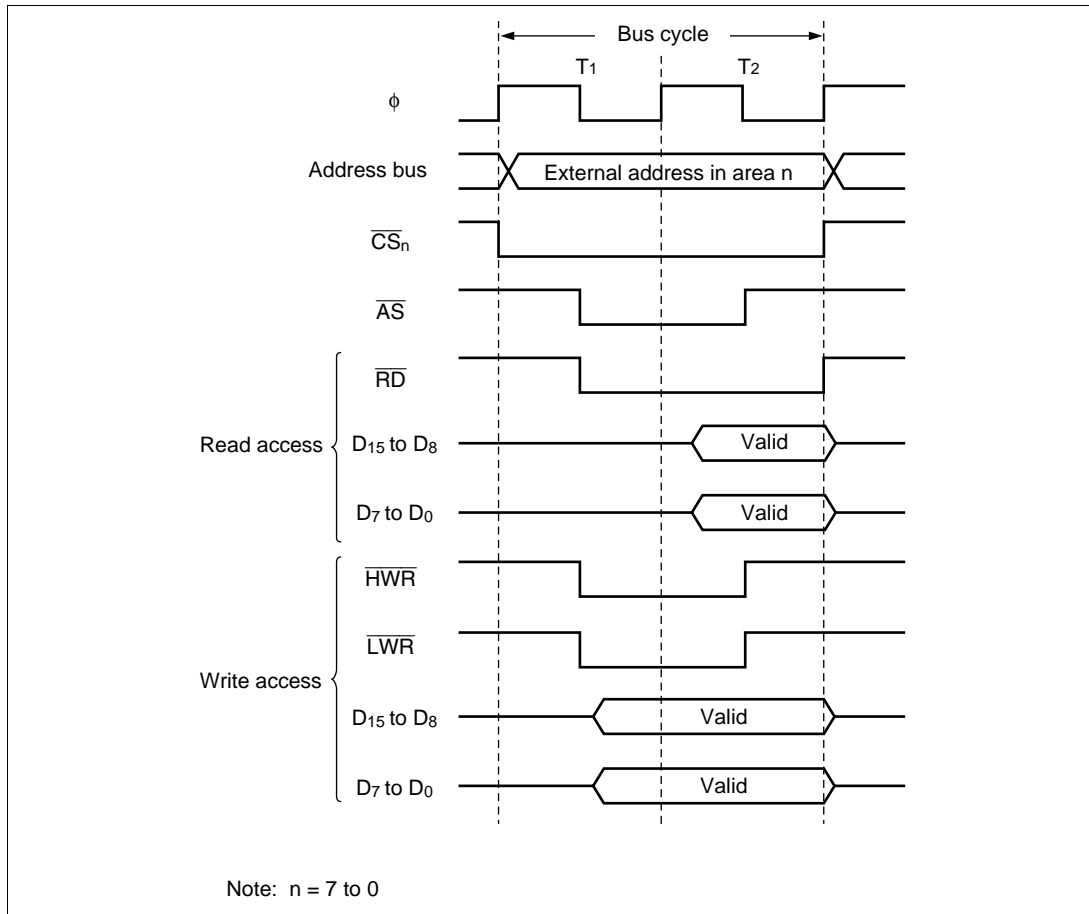 Bus cycle
T1 T2
ϕ
Address bus External address in area n
CSn
AS
RD
Read access D15 to D8 Valid
D7 to D0 Valid
HWR
LWR
Write access D15 to D8 Valid
D7 to D0 Valid
Note: n = 7 to 0